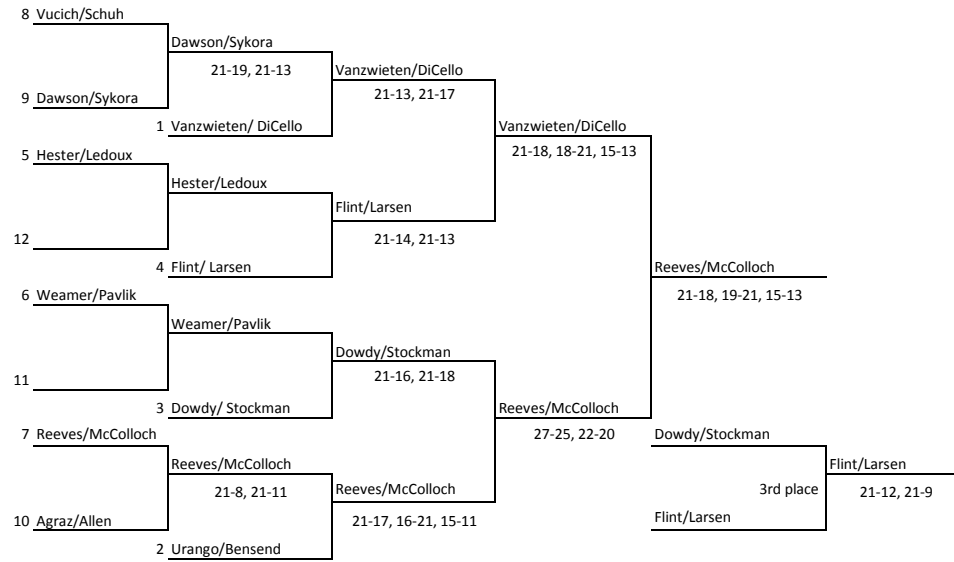 8 Vucich/Schuh
Dawson/Sykora
21-19, 21-13
Vanzwieten/DiCello
21-13, 21-17
9 Dawson/Sykora
1 Vanzwieten/ DiCello
Vanzwieten/DiCello
21-18, 18-21, 15-13
5 Hester/Ledoux
Hester/Ledoux
Flint/Larsen
21-14, 21-13
12
4 Flint/ Larsen
Reeves/McColloch
21-18, 19-21, 15-13
6 Weamer/Pavlik
Weamer/Pavlik
Dowdy/Stockman
21-16, 21-18
11
3 Dowdy/ Stockman
Reeves/McColloch
27-25, 22-20
7 Reeves/McColloch
Dowdy/Stockman
Reeves/McColloch
21-8, 21-11
Reeves/McColloch
21-17, 16-21, 15-11
Flint/Larsen
21-12, 21-9
3rd place
10 Agraz/Allen
Flint/Larsen
2 Urango/Bensend